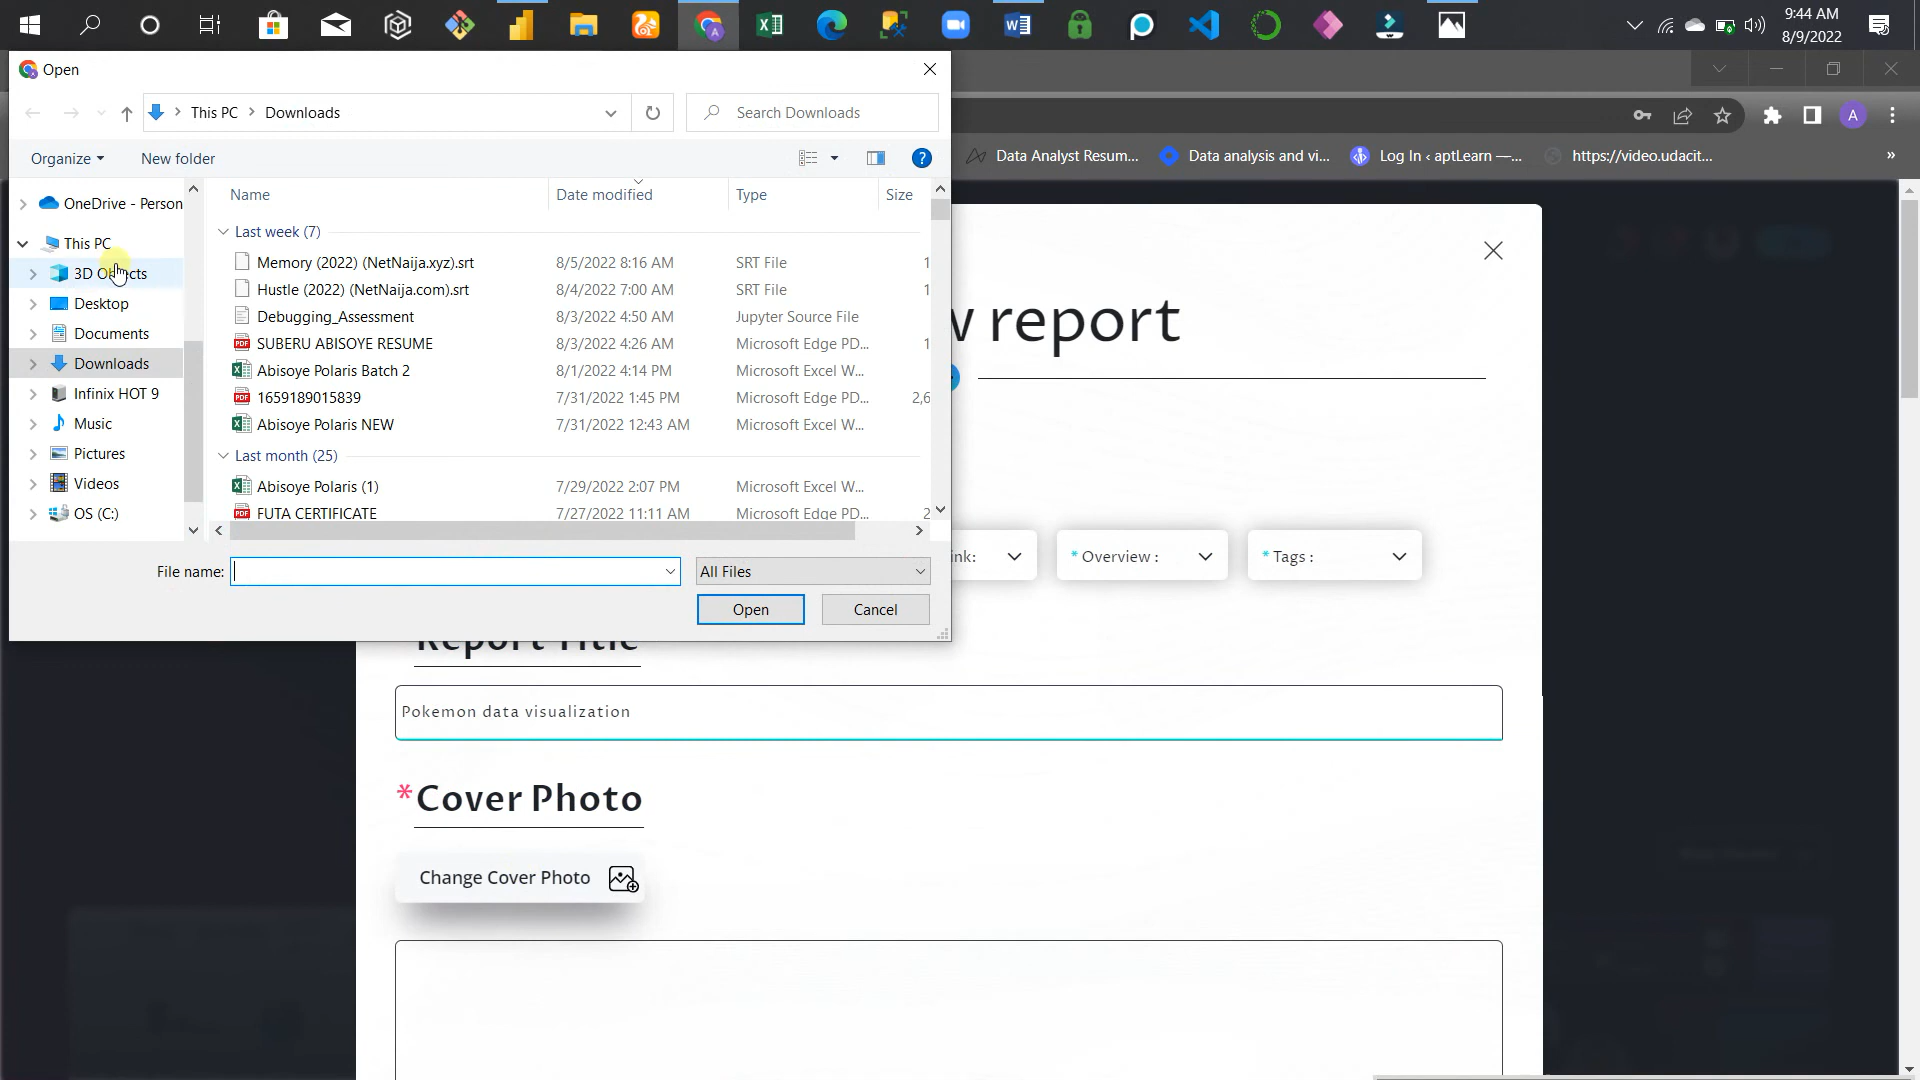 9:44 AM
8/9/2022
Open
This PC > Downloads
Search Downloads
Organize
New folder
Data Analyst Resum...
Data analysis and vi...
Log In ‹ aptLearn —...
https://video.udacit...
»
A
OneDrive - Person
This PC
3D Objects
Desktop
Documents
Downloads
Infinix HOT 9
Music
Pictures
Videos
OS (C:)
Name Date modified Type Size
Last week (7)
Memory (2022) (NetNaija.xyz).srt 8/5/2022 8:16 AM SRT File 1
Hustle (2022) (NetNaija.com).srt 8/4/2022 7:00 AM SRT File 1
Debugging_Assessment 8/3/2022 4:50 AM Jupyter Source File
SUBERU ABISOYE RESUME 8/3/2022 4:26 AM Microsoft Edge PD... 1
Abisoye Polaris Batch 2 8/1/2022 4:14 PM Microsoft Excel W...
1659189015839 7/31/2022 1:45 PM Microsoft Edge PD... 2,6
Abisoye Polaris NEW 7/31/2022 12:43 AM Microsoft Excel W...
Last month (25)
Abisoye Polaris (1) 7/29/2022 2:07 PM Microsoft Excel W...
FUTA CERTIFICATE 7/27/2022 11:11 AM Microsoft Edge PD... 2
File name:
All Files
Open
Cancel
w report
ink:
* Overview :
* Tags :
Report Title
Pokemon data visualization
*Cover Photo
Change Cover Photo